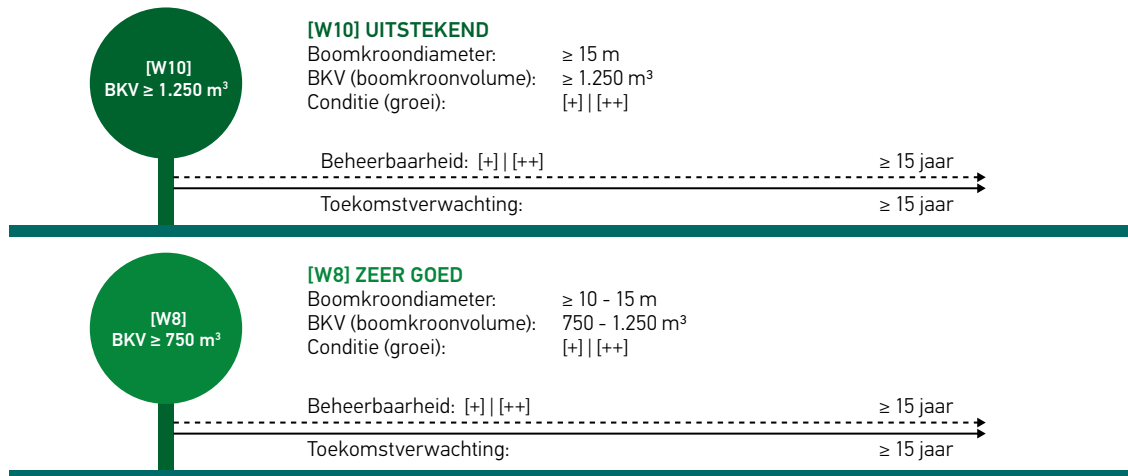 [W10]
BKV ≥ 1.250 m³
[W10] UITSTEKEND
Boomkroondiameter: ≥ 15 m
BKV (boomkroonvolume): ≥ 1.250 m³
Conditie (groei): [+] | [++]
Beheerbaarheid: [+] | [++] ≥ 15 jaar
Toekomstverwachting: ≥ 15 jaar
[W8]
BKV ≥ 750 m³
[W8] ZEER GOED
Boomkroondiameter: ≥ 10 - 15 m
BKV (boomkroonvolume): 750 - 1.250 m³
Conditie (groei): [+] | [++]
Beheerbaarheid: [+] | [++] ≥ 15 jaar
Toekomstverwachting: ≥ 15 jaar